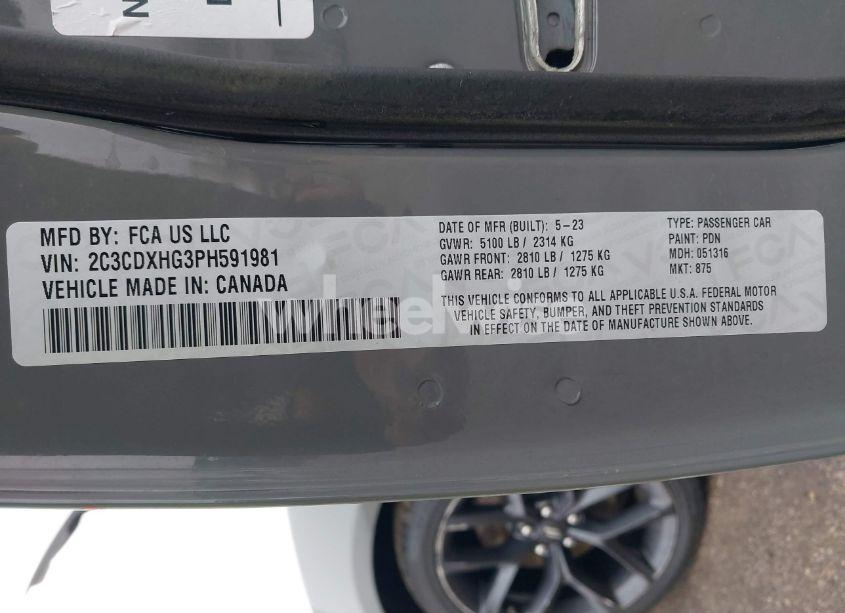 MFD BY: FCA US LLC
VIN: 2C3CDXHG3PH591981
VEHICLE MADE IN: CANADA
DATE OF MFR (BUILT): 5-23
GVWR: 5100 LB / 2314 KG
GAWR FRONT: 2810 LB / 1275 KG
GAWR REAR: 2810 LB / 1275 KG
TYPE: PASSENGER CAR
PAINT: PDN
MDH: 051316
MKT: 875
THIS VEHICLE CONFORMS TO ALL APPLICABLE U.S.A. FEDERAL MOTOR
VEHICLE SAFETY, BUMPER, AND THEFT PREVENTION STANDARDS
IN EFFECT ON THE DATE OF MANUFACTURE SHOWN ABOVE.